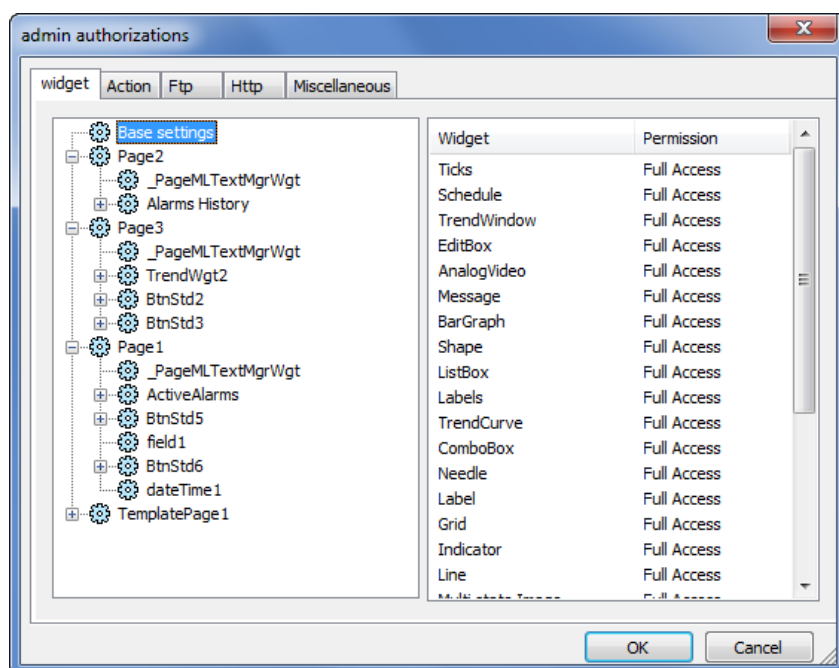 admin authorizations
widget Action Ftp Http Miscellaneous
Base settings
Page2
_PageMLTextMgrWgt
Alarms History
Page3
_PageMLTextMgrWgt
TrendWgt2
BtnStd2
BtnStd3
Page1
_PageMLTextMgrWgt
ActiveAlarms
BtnStd5
field1
BtnStd6
dateTime1
TemplatePage1
Widget Permission
Ticks Full Access
Schedule Full Access
TrendWindow Full Access
EditBox Full Access
AnalogVideo Full Access
Message Full Access
BarGraph Full Access
Shape Full Access
ListBox Full Access
Labels Full Access
TrendCurve Full Access
ComboBox Full Access
Needle Full Access
Label Full Access
Grid Full Access
Indicator Full Access
Line Full Access
OK Cancel